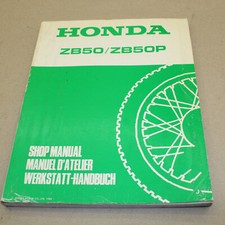 HONDA
ZB50/ZB50P
SHOP MANUAL
MANUEL D'ATELIER
WERKSTATT-HANDBUCH